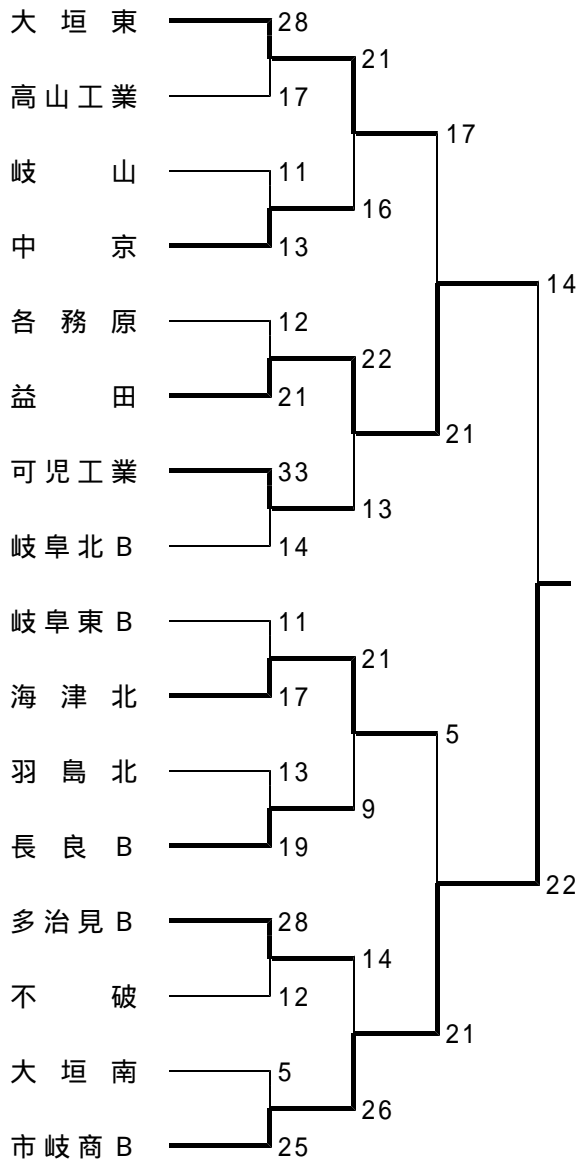 大垣東 28
21
高山工業 17
17
岐山 11
16
中京 13
14
各務原 12
22
益田 21
21
可児工業 33
13
岐阜北B 14
岐阜東B 11
21
海津北 17
5
羽島北 13
9
長良B 19
22
多治見B 28
14
不破 12
21
大垣南 5
26
市岐商B 25